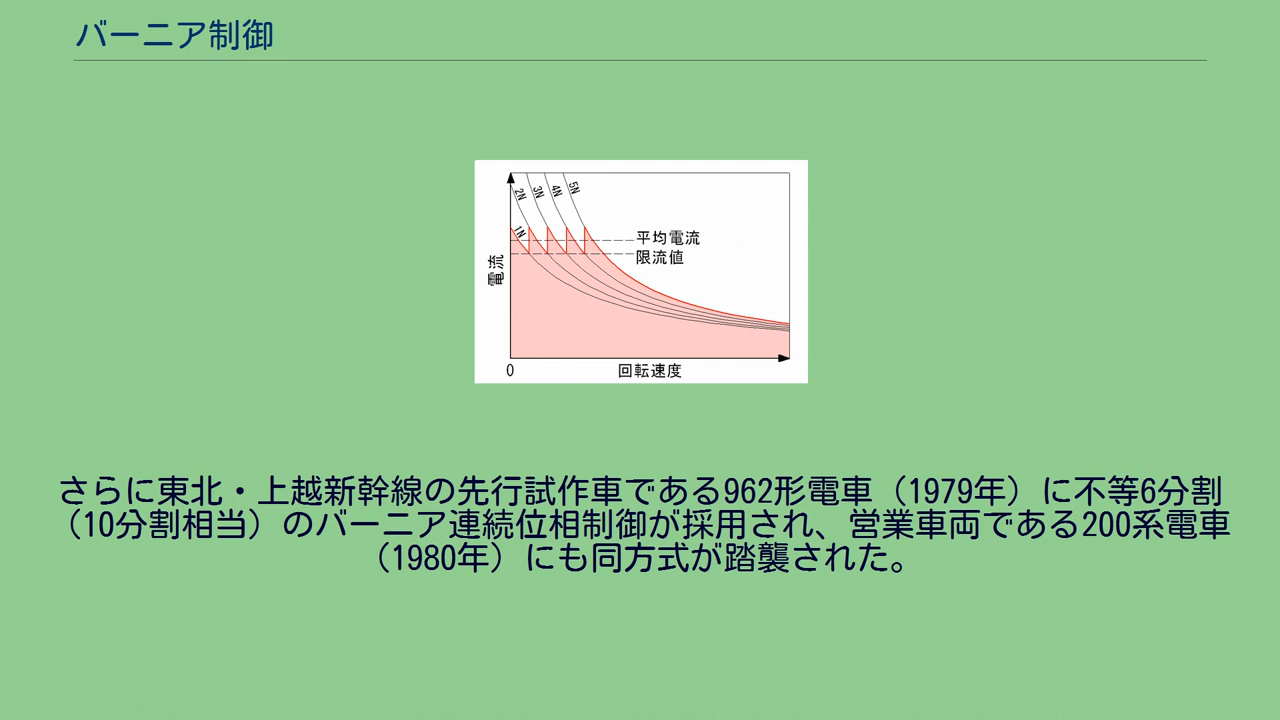 バーニア制御
2N
3N
4N
5N
1N
平均電流
限流値
電流
0
回転速度
さらに東北・上越新幹線の先行試作車である962形電車（1979年）に不等6分割
（10分割相当）のバーニア連続位相制御が採用され、営業車両である200系電車
（1980年）にも同方式が踏襲された。